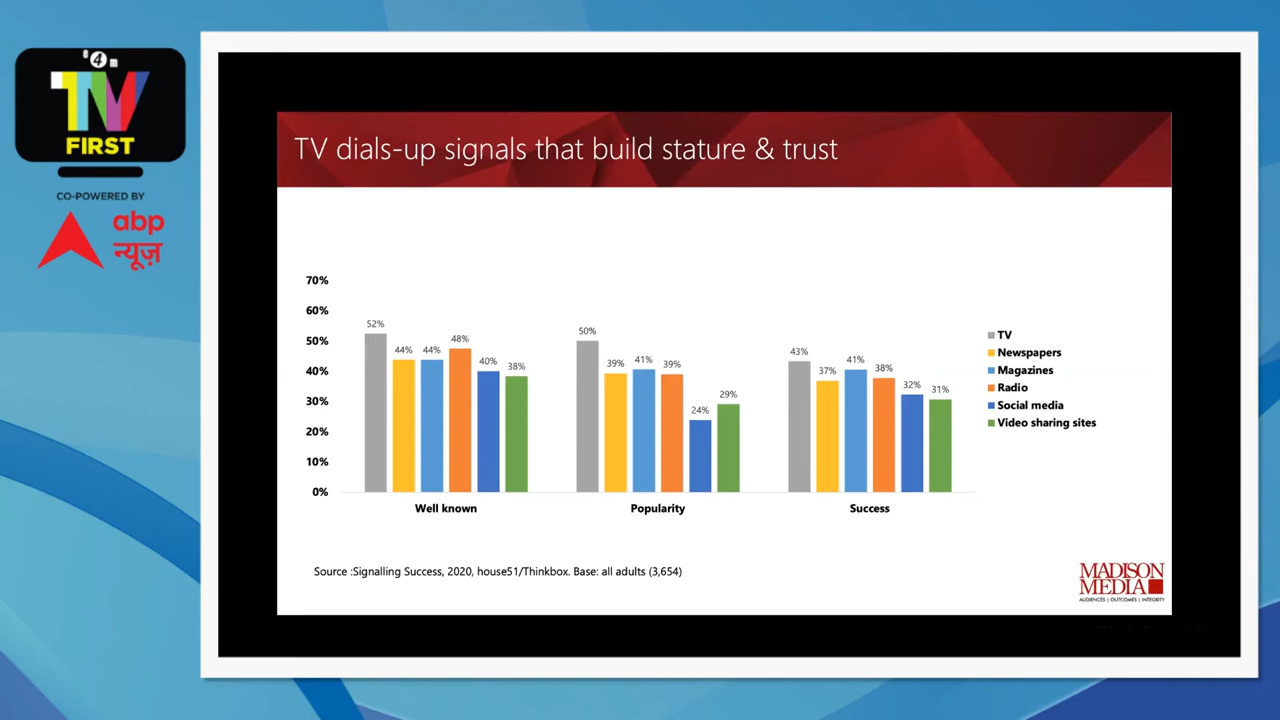 e4m
TV
FIRST
CO-POWERED BY
abp
न्यूज़
TV dials-up signals that build stature & trust
70%
60%
50%
40%
30%
20%
10%
0%
52%
44%
44%
48%
40%
38%
50%
39%
41%
39%
24%
29%
43%
37%
41%
38%
32%
31%
Well known
Popularity
Success
TV
Newspapers
Magazines
Radio
Social media
Video sharing sites
Source :Signalling Success, 2020, house51/Thinkbox. Base: all adults (3,654)
MADISON
MEDIA
AUDIENCES | OUTCOMES | INTEGRITY